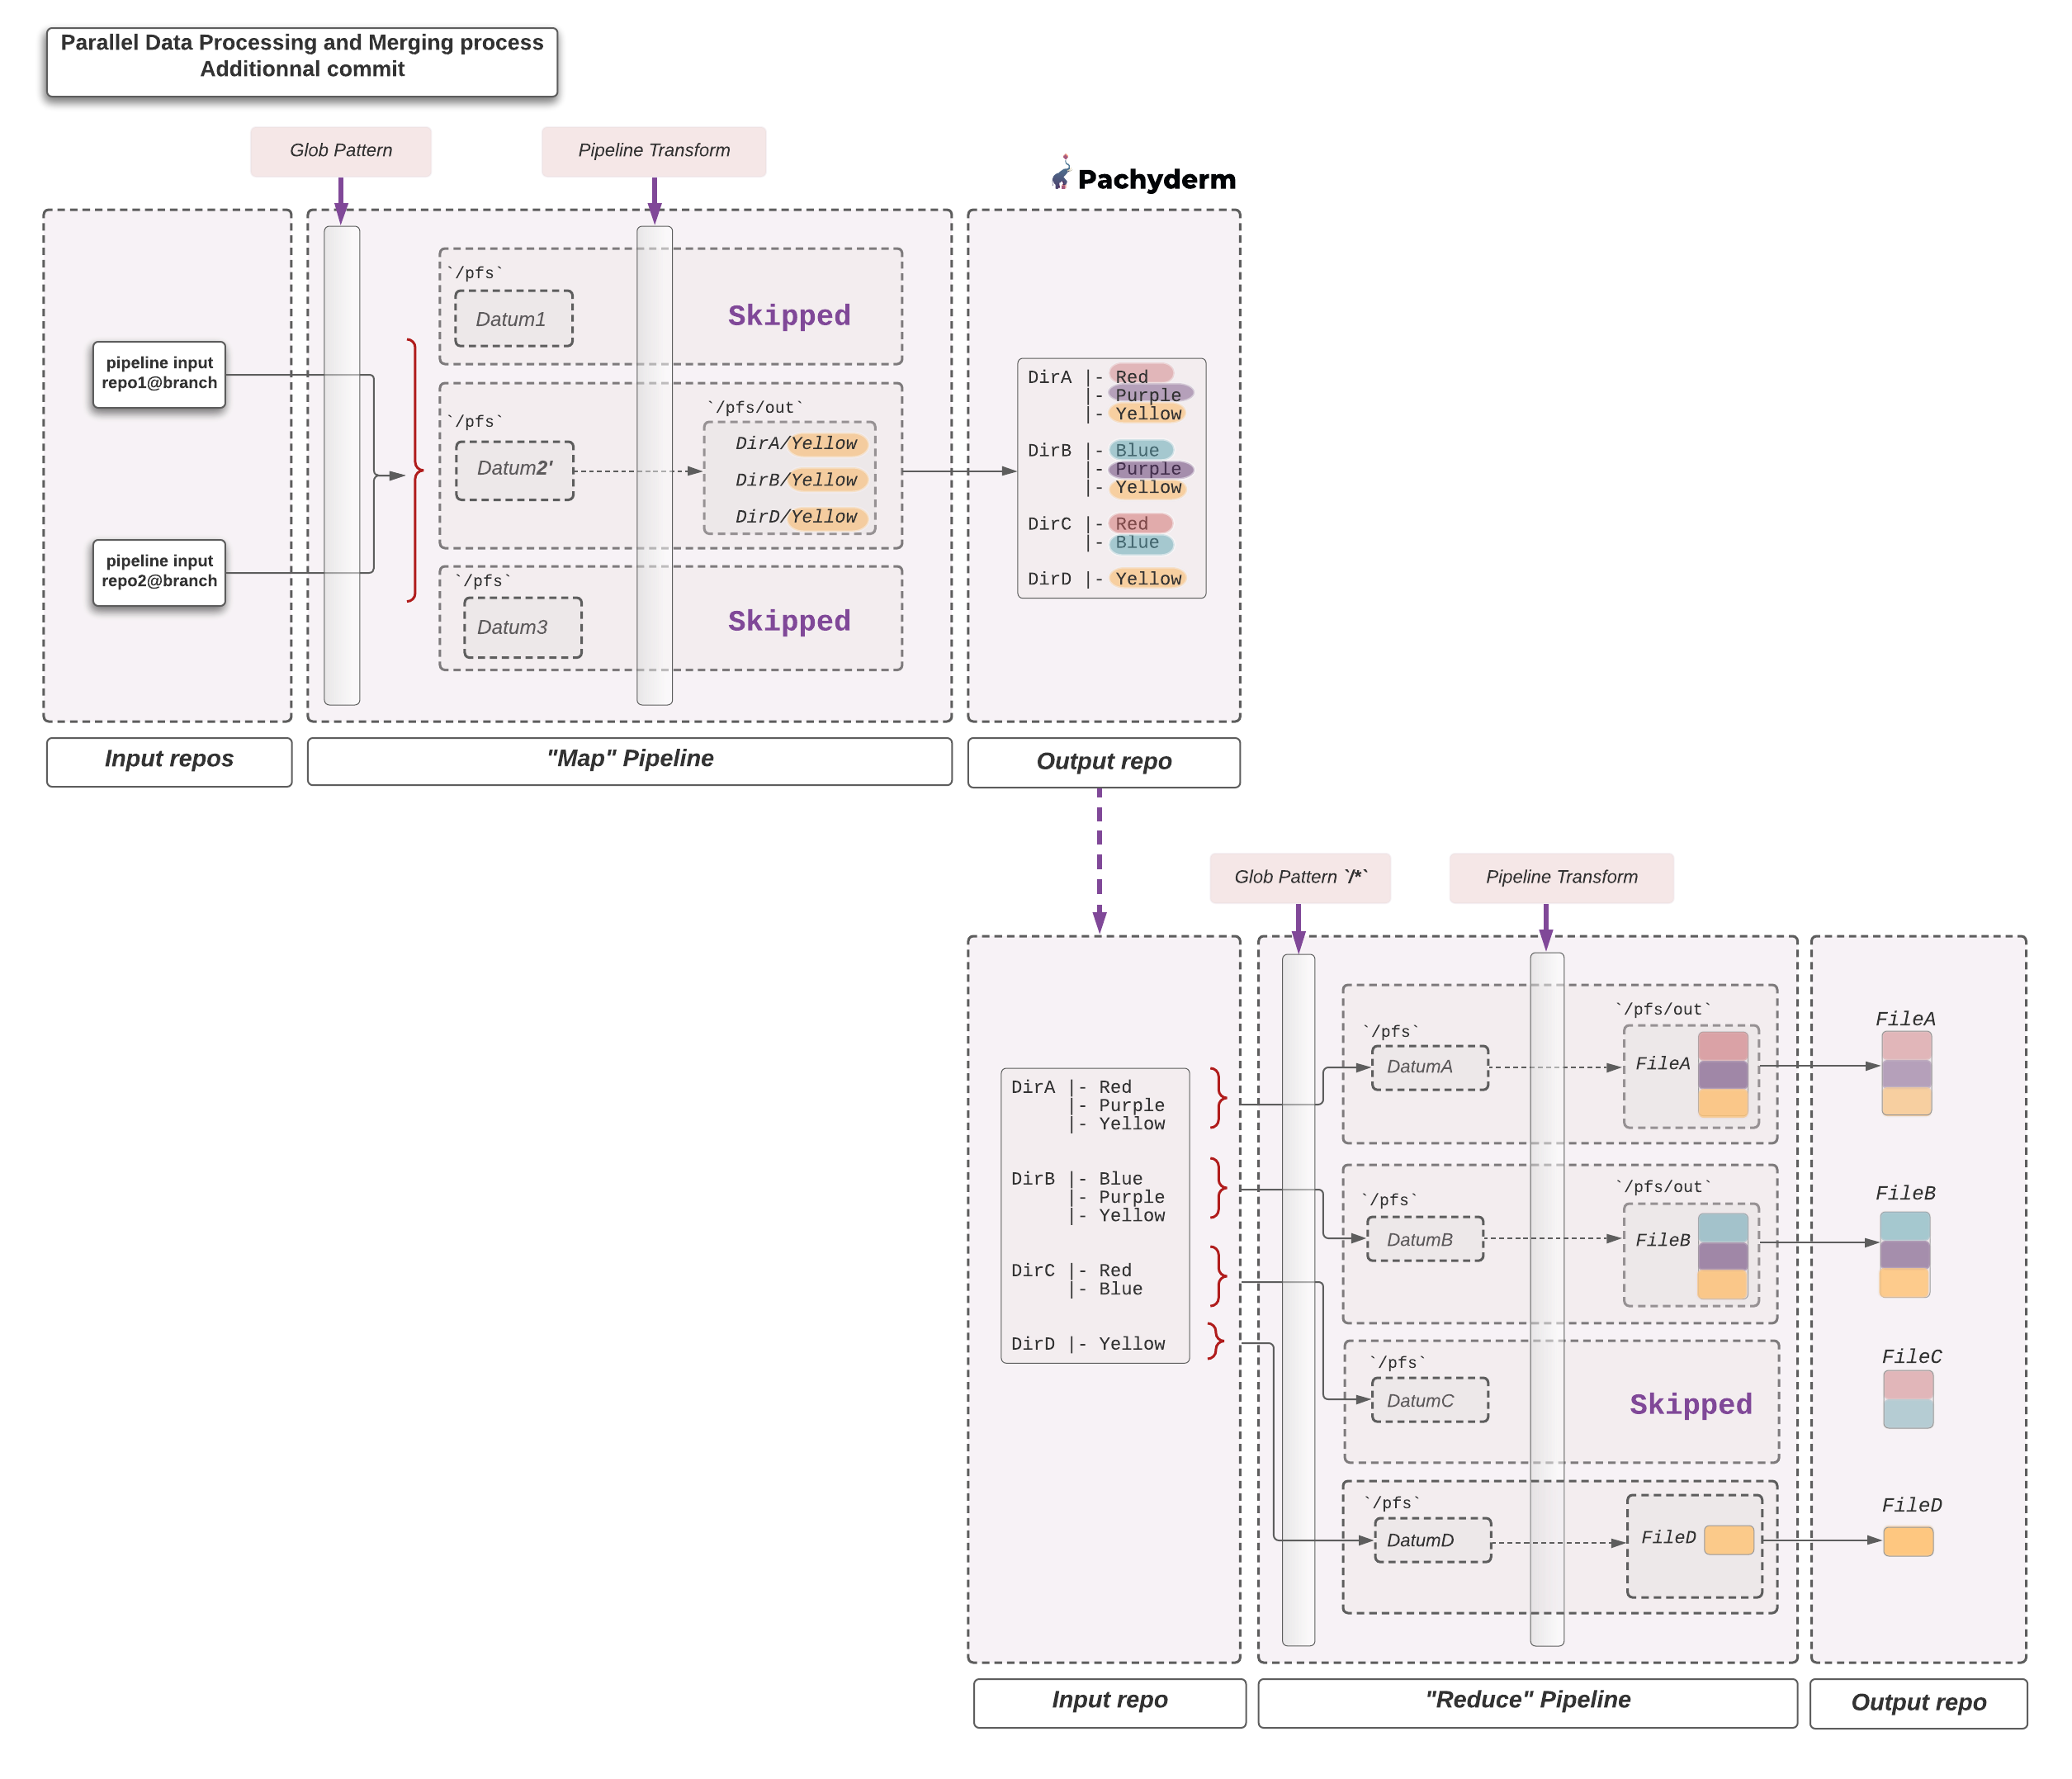 Parallel Data Processing and Merging process
Additionnal commit
Glob Pattern
Pipeline Transform
Pachyderm
pipeline input
repo1@branch
pipeline input
repo2@branch
`/pfs`
Datum1
Skipped
`/pfs`
Datum2'
`/pfs/out`
DirA/Yellow
DirB/Yellow
DirD/Yellow
`/pfs`
Datum3
Skipped
DirA |- Red
|- Purple
|- Yellow
DirB |- Blue
|- Purple
|- Yellow
DirC |- Red
|- Blue
DirD |- Yellow
Input repos
"Map" Pipeline
Output repo
Glob Pattern `/*`
Pipeline Transform
DirA |- Red
|- Purple
|- Yellow
DirB |- Blue
|- Purple
|- Yellow
DirC |- Red
|- Blue
DirD |- Yellow
`/pfs`
DatumA
`/pfs/out`
FileA
`/pfs`
DatumB
`/pfs/out`
FileB
`/pfs`
DatumC
Skipped
`/pfs`
DatumD
FileD
FileA
FileB
FileC
FileD
Input repo
"Reduce" Pipeline
Output repo